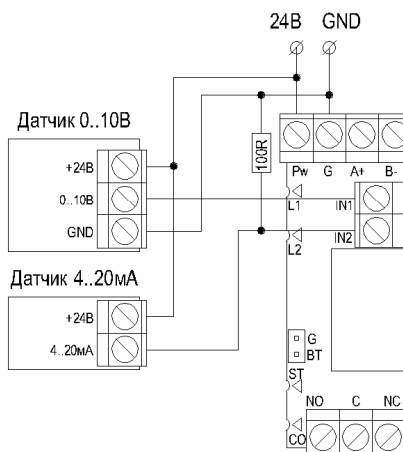 24В GND
Датчик 0..10В
+24В
0..10В
GND
100R
Pw G A+ B-
L1
IN1
L2
IN2
Датчик 4..20мА
+24В
4..20мА
G
BT
ST
NO C NC
CO